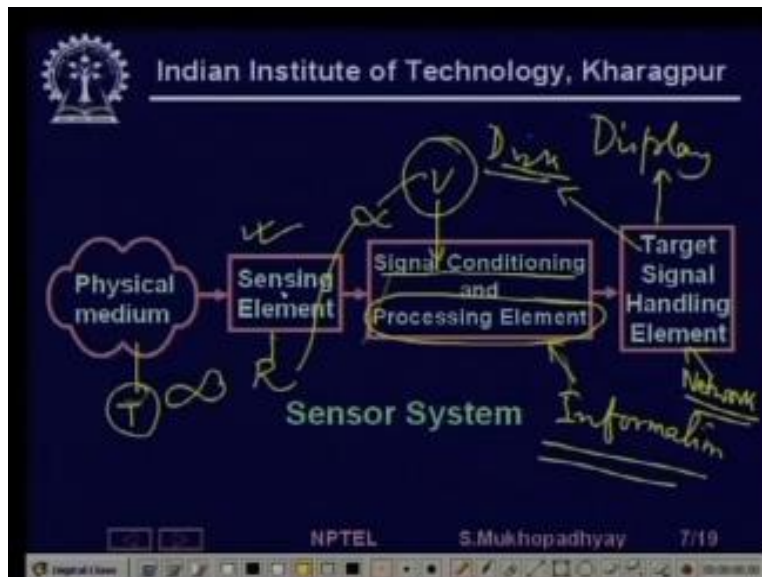 Indian Institute of Technology, Kharagpur
Display
V
∝
Physical
medium
Sensing
Element
Signal Conditioning
and
Processing Element
Target
Signal
Handling
Element
T
∝
R
Network
Information
Sensor System
NPTEL
S.Mukhopadhyay
7/19